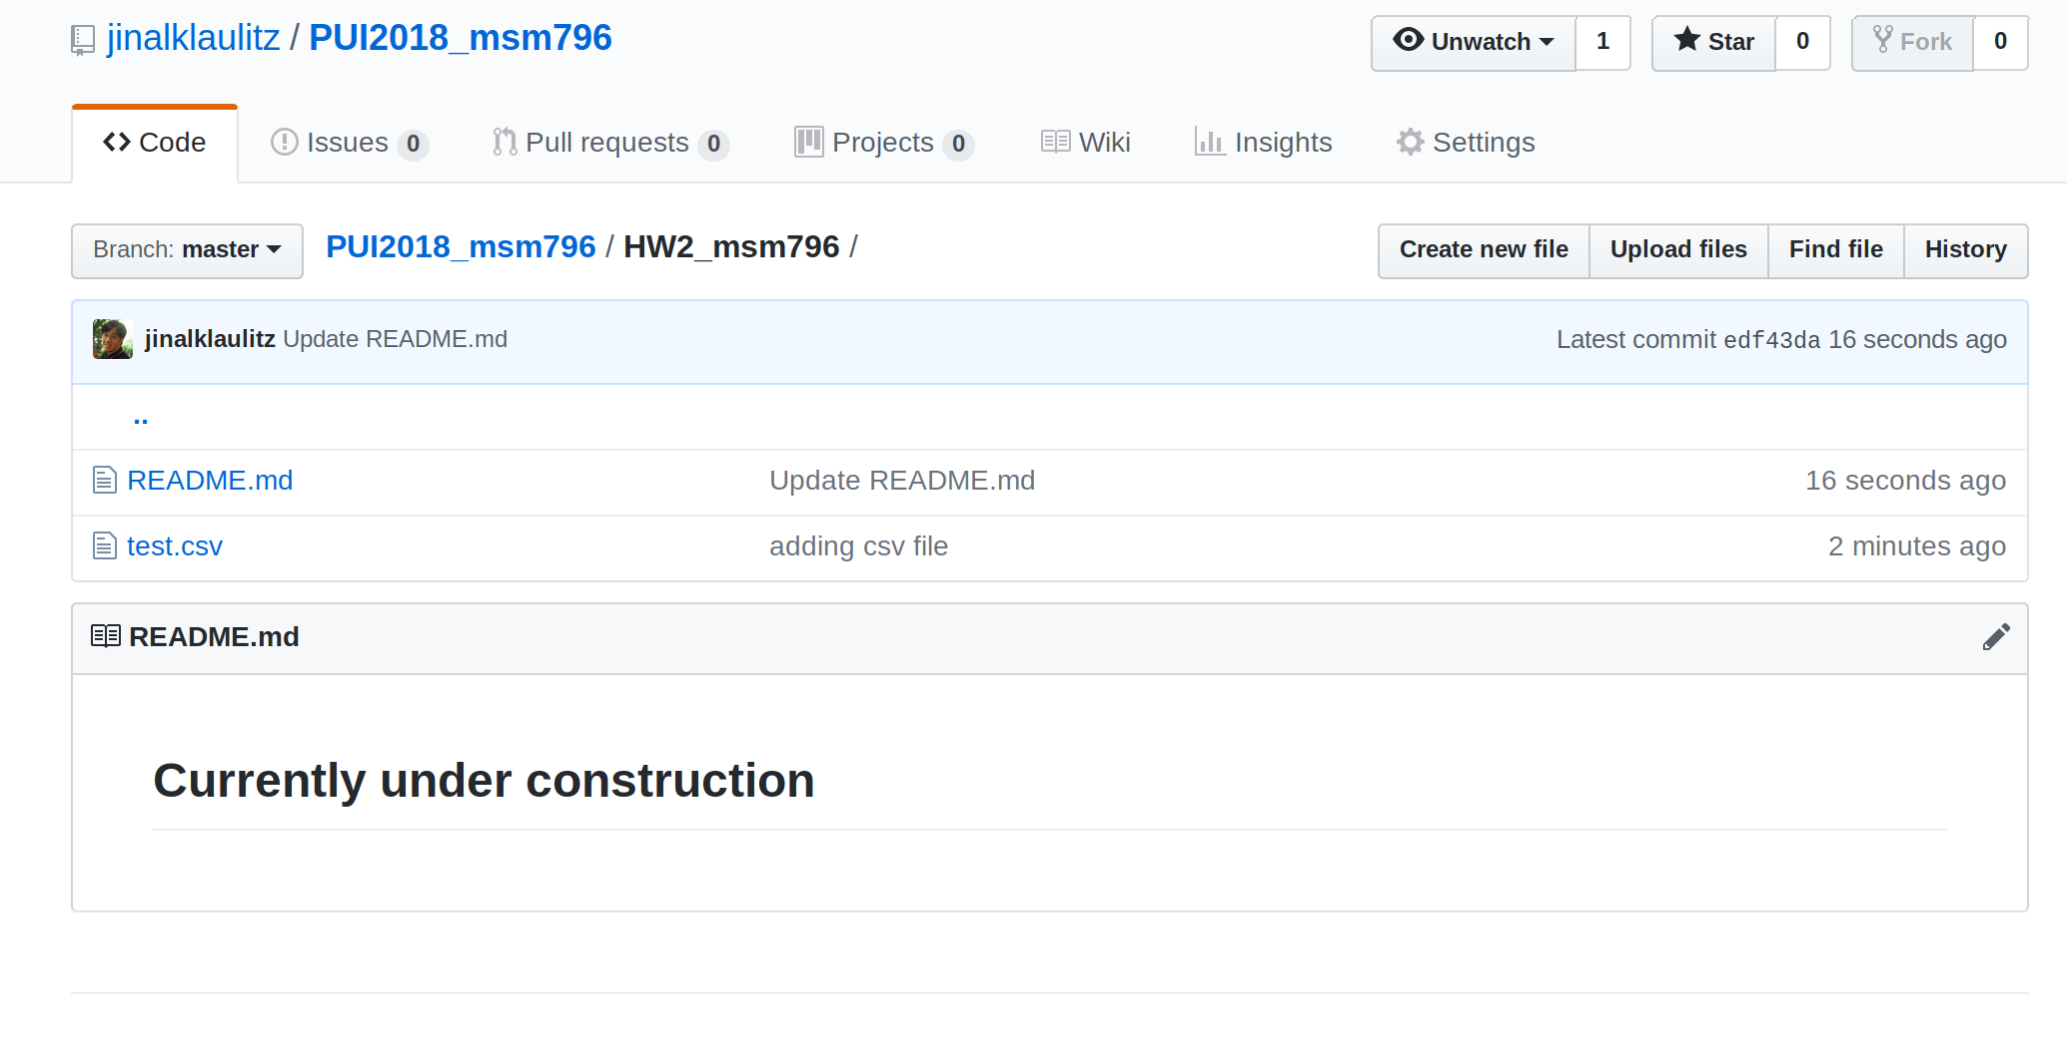 jinalklaulitz / PUI2018_msm796
Unwatch 1 Star 0 Fork 0
Code Issues 0 Pull requests 0 Projects 0 Wiki Insights Settings
Branch: master PUI2018_msm796 / HW2_msm796 / Create new file Upload files Find file History
jinalklaulitz Update README.md Latest commit edf43da 16 seconds ago
..
README.md Update README.md 16 seconds ago
test.csv adding csv file 2 minutes ago
README.md
Currently under construction